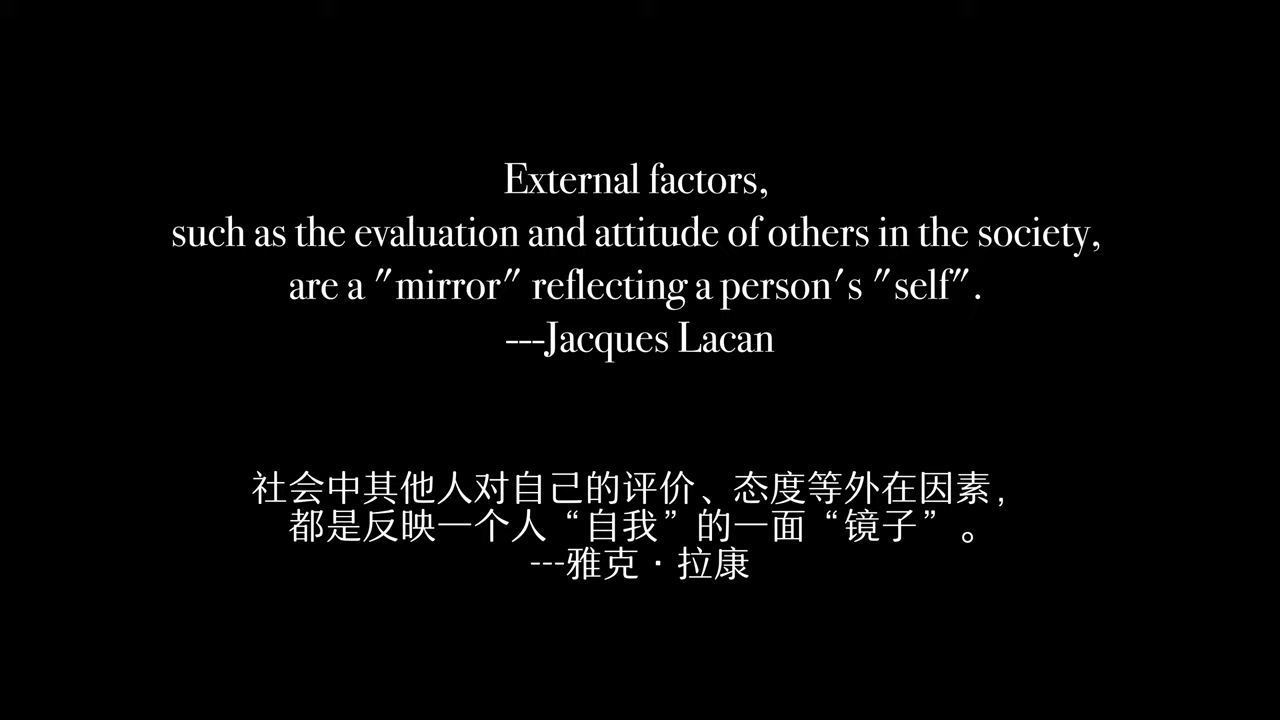 External factors,
such as the evaluation and attitude of others in the society,
are a "mirror" reflecting a person's "self".
---Jacques Lacan
社会中其他人对自己的评价、态度等外在因素，
都是反映一个人“自我”的一面“镜子”。
---雅克·拉康